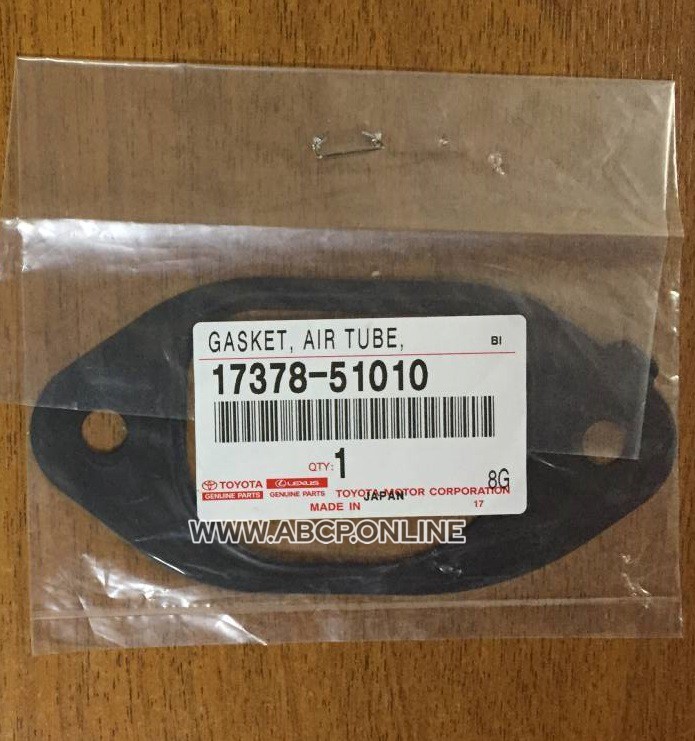 GASKET, AIR TUBE, BI
17378-51010
QTY: 1
8G
TOYOTA LEXUS
GENUINE PARTS GENUINE PARTS TOYOTA MOTOR CORPORATION
MADE IN JAPAN 17
WWW.ABCP.ONLINE